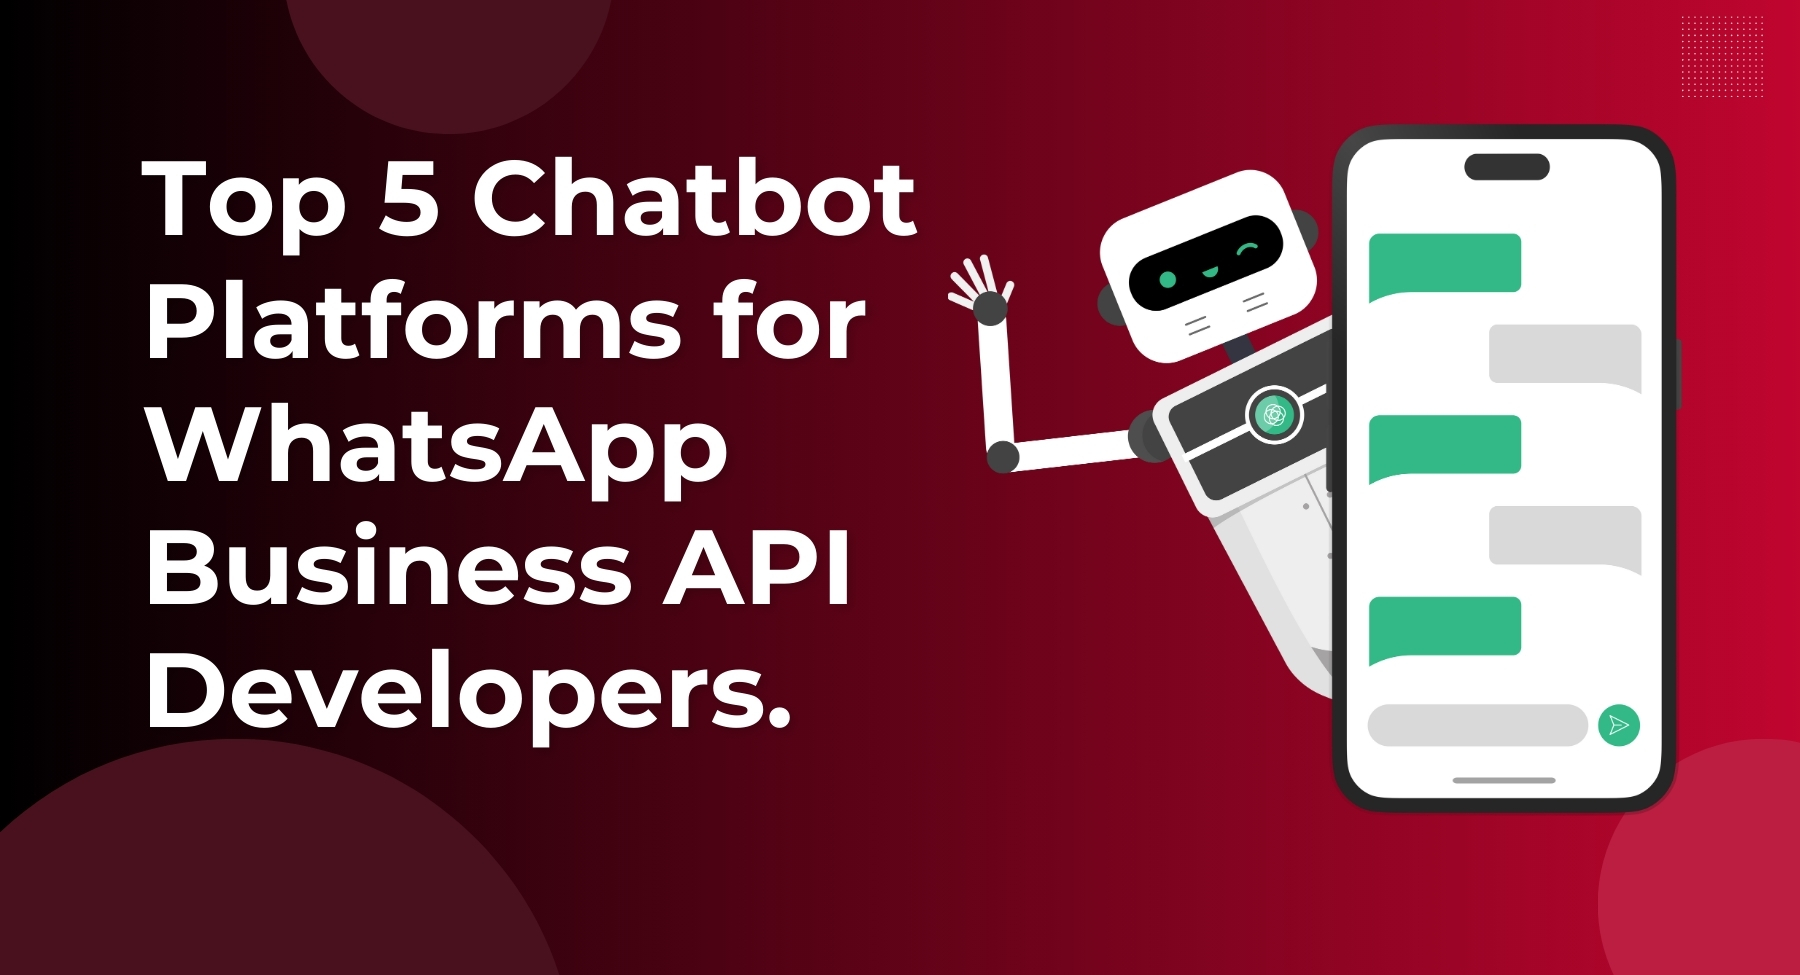 Top 5 Chatbot
Platforms for
WhatsApp
Business API
Developers.